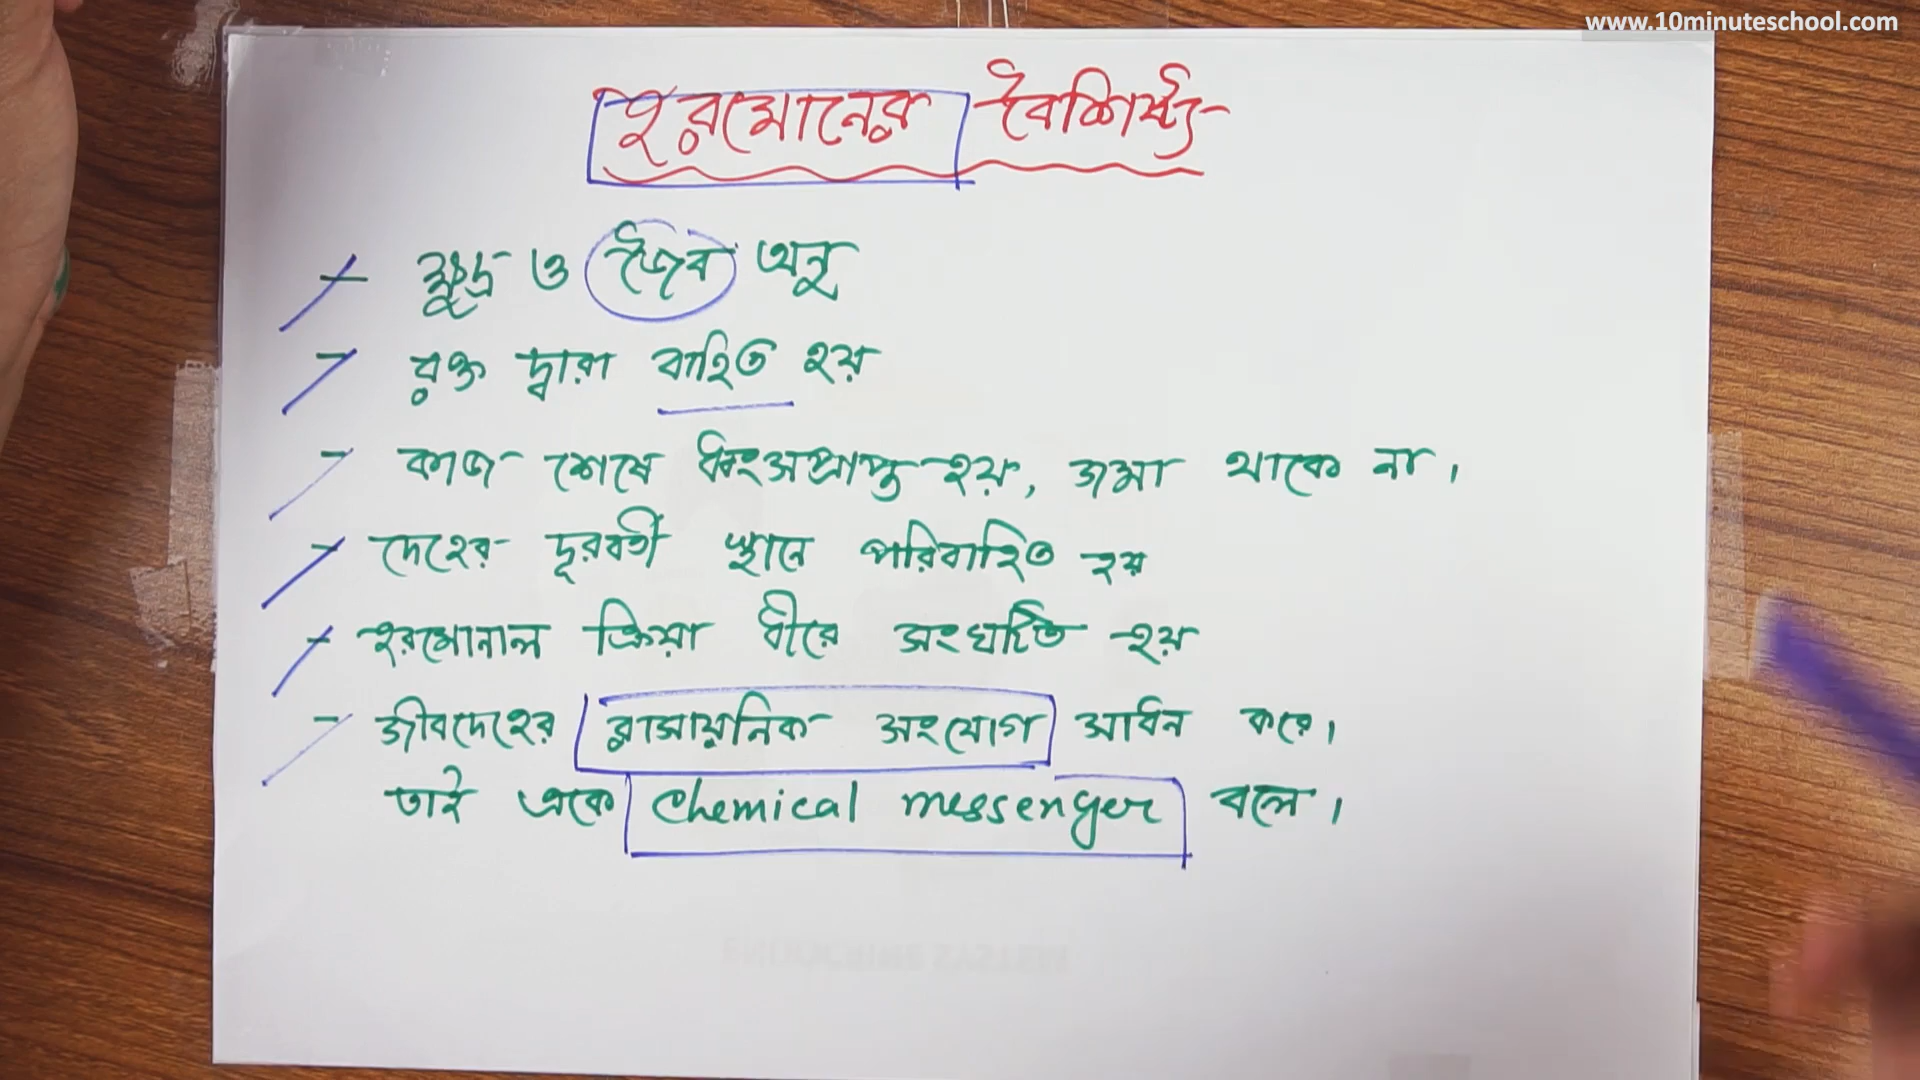 www.10minuteschool.com
হরমোনের বৈশিষ্ট্য
- ক্ষুদ্র ও জৈব অনু
- রক্ত দ্বারা বাহিত হয়
- কাজ শেষে ধ্বংসপ্রাপ্ত হয়, জমা থাকে না।
- দেহের দূরবর্তী স্থানে পরিবাহিত হয়
- হরমোনাল ক্রিয়া ধীরে সংঘটিত হয়
- জীবদেহের রাসায়নিক সংযোগ সাধন করে।
তাই একে chemical messenger বলে।